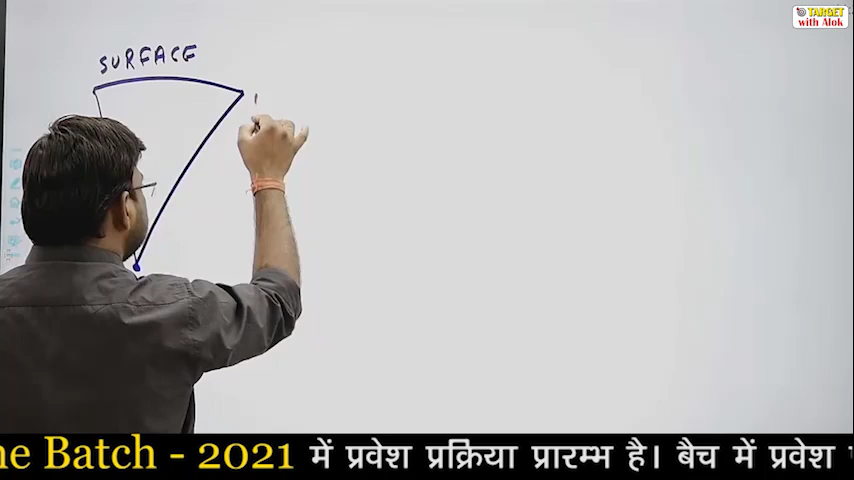 TARGET
with Alok
SURFACE
ne Batch - 2021 में प्रवेश प्रक्रिया प्रारम्भ है। बैच में प्रवेश